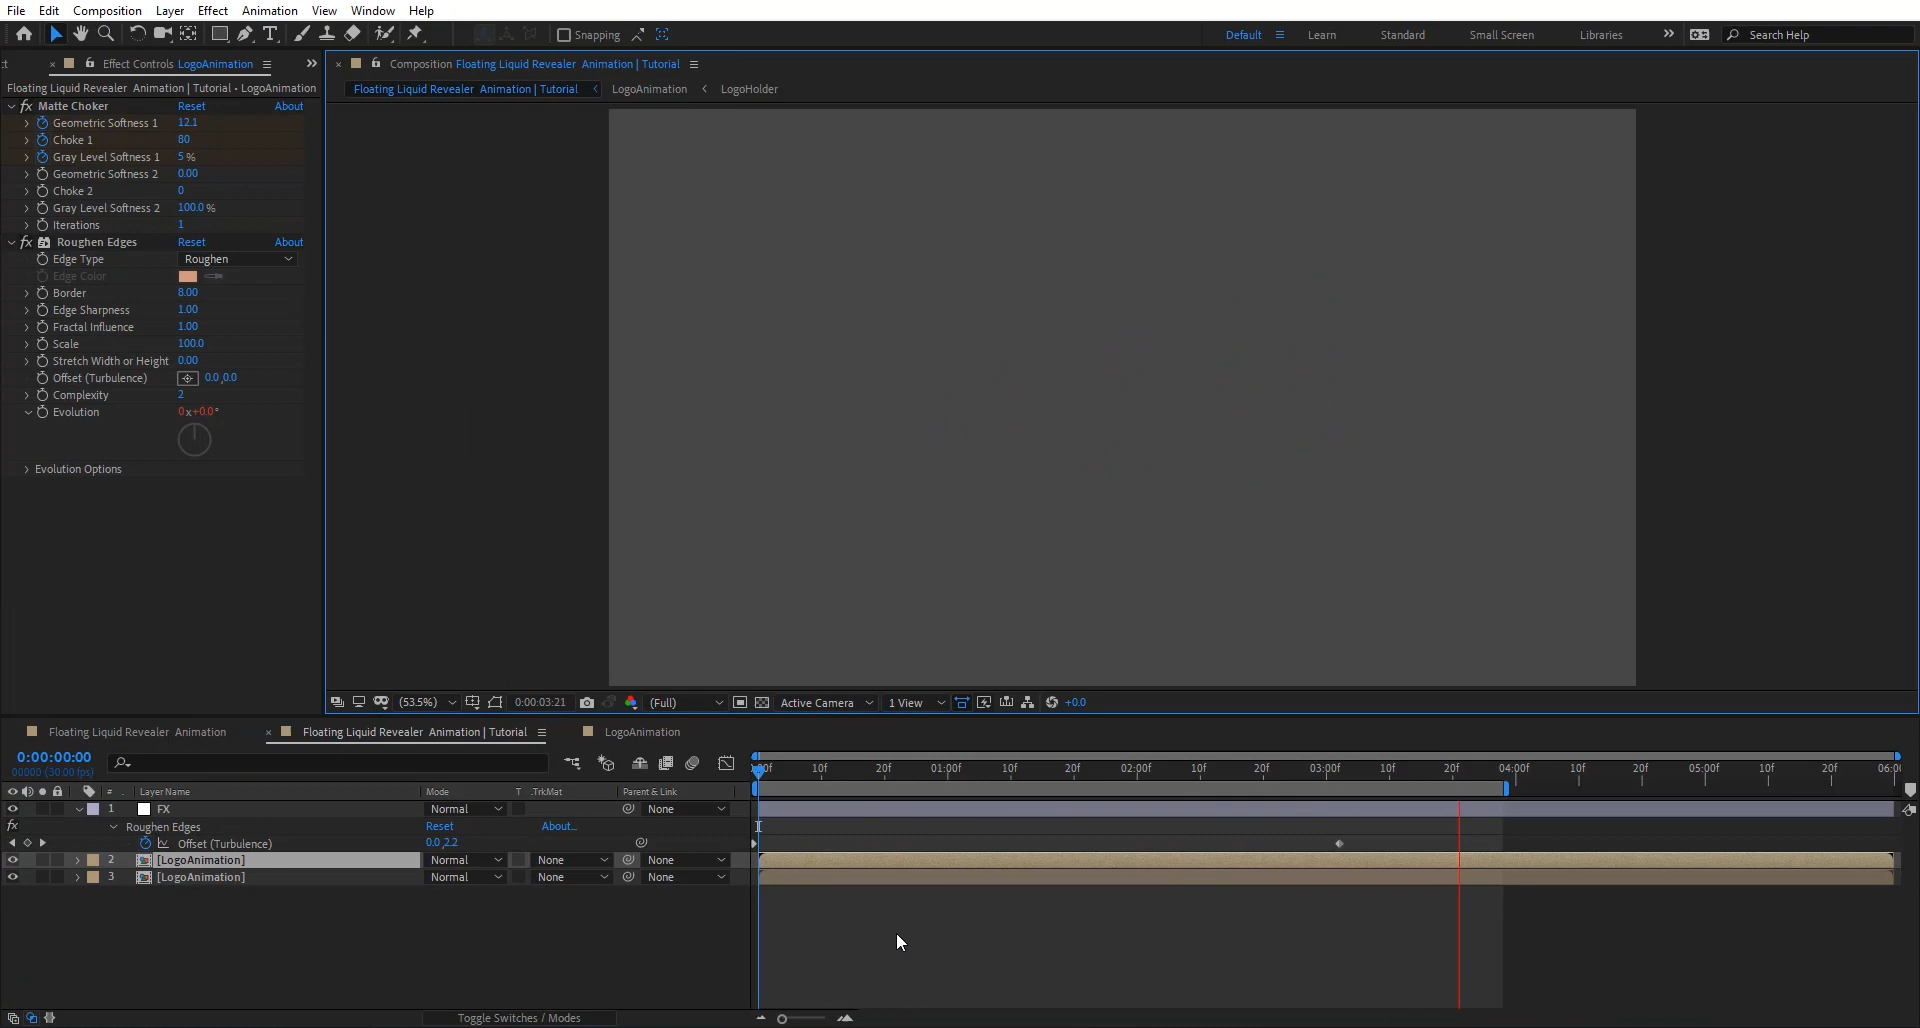 File Edit Composition Layer Effect Animation View Window Help
Snapping Default Learn Standard Small Screen Libraries Search Help
Effect Controls LogoAnimation
Composition Floating Liquid Revealer Animation | Tutorial
Floating Liquid Revealer Animation | Tutorial • LogoAnimation
Floating Liquid Revealer Animation | Tutorial LogoAnimation LogoHolder
fx Matte Choker Reset About
Geometric Softness 1 12.1
Choke 1 80
Gray Level Softness 1 5 %
Geometric Softness 2 0.00
Choke 2 0
Gray Level Softness 2 100.0 %
Iterations 1
fx Roughen Edges Reset About
Edge Type Roughen
Edge Color
Border 8.00
Edge Sharpness 1.00
Fractal Influence 1.00
Scale 100.0
Stretch Width or Height 0.00
Offset (Turbulence) 0.0,0.0
Complexity 2
Evolution 0x+0.0°
Evolution Options
(53.5%) 0:00:03:21 (Full) Active Camera 1 View +0.0
Floating Liquid Revealer Animation Floating Liquid Revealer Animation | Tutorial LogoAnimation
0:00:00:00
00000 (30.00 fps)
10f 20f 01:00f 10f 20f 02:00f 10f 20f 03:00f 10f 20f 04:00f 10f 20f 05:00f 10f 20f
# Layer Name Mode T .TrkMat Parent & Link
1 FX Normal None
fx Roughen Edges Reset About...
Offset (Turbulence) 0.0,2.2
2 [LogoAnimation] Normal None None
3 [LogoAnimation] Normal None None
Toggle Switches / Modes